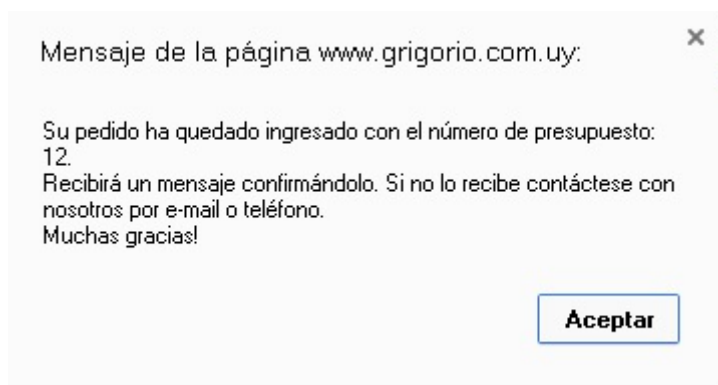 Mensaje de la página www.grigorio.com.uy:
Su pedido ha quedado ingresado con el número de presupuesto:
12.
Recibirá un mensaje confirmándolo. Si no lo recibe contáctese con
nosotros por e-mail o teléfono.
Muchas gracias!
Aceptar